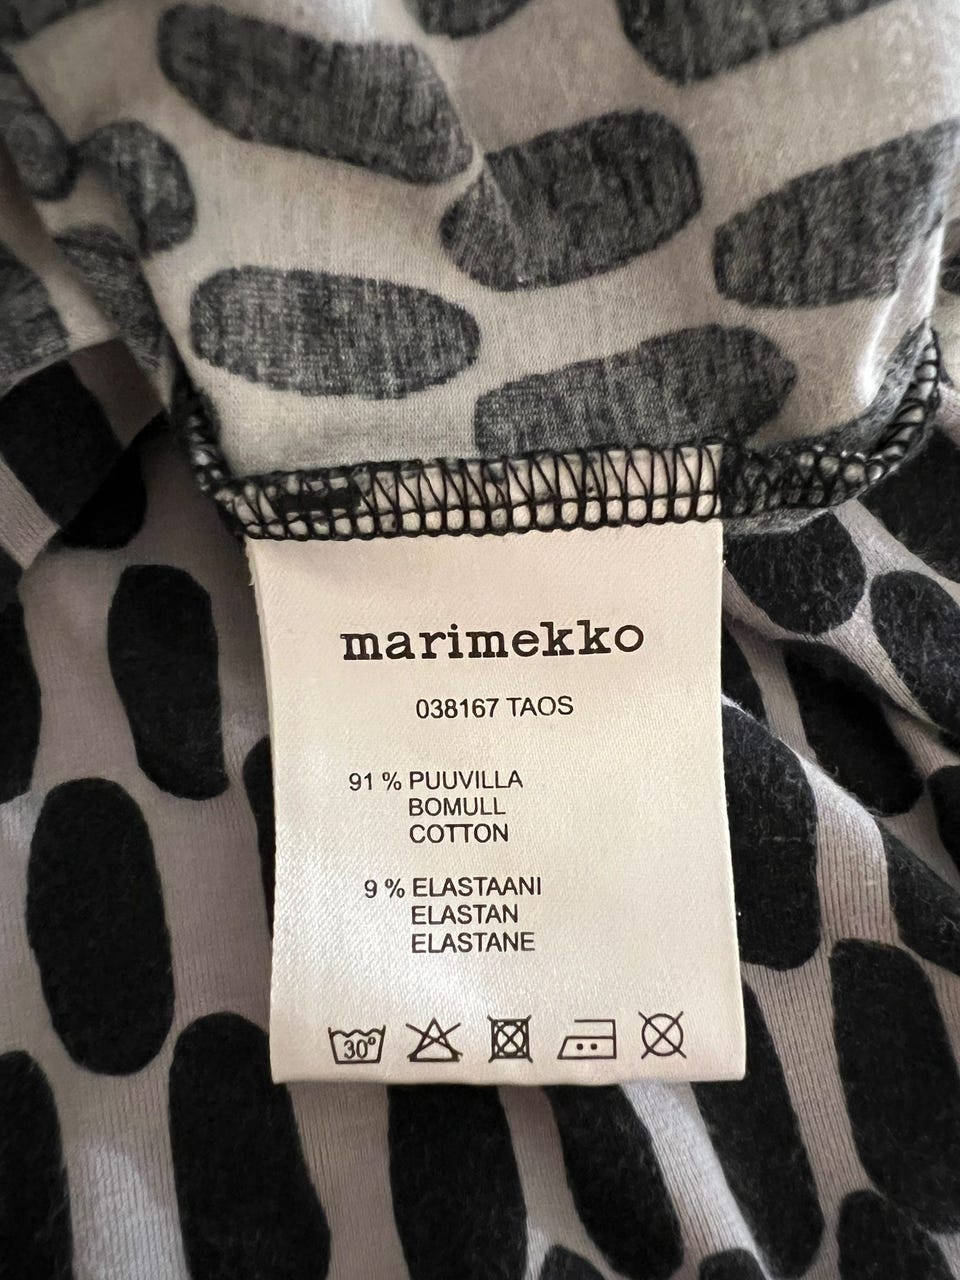 marimekko
038167 TAOS
91 % PUUVILLA
BOMULL
COTTON
9 % ELASTAANI
ELASTAN
ELASTANE
30°